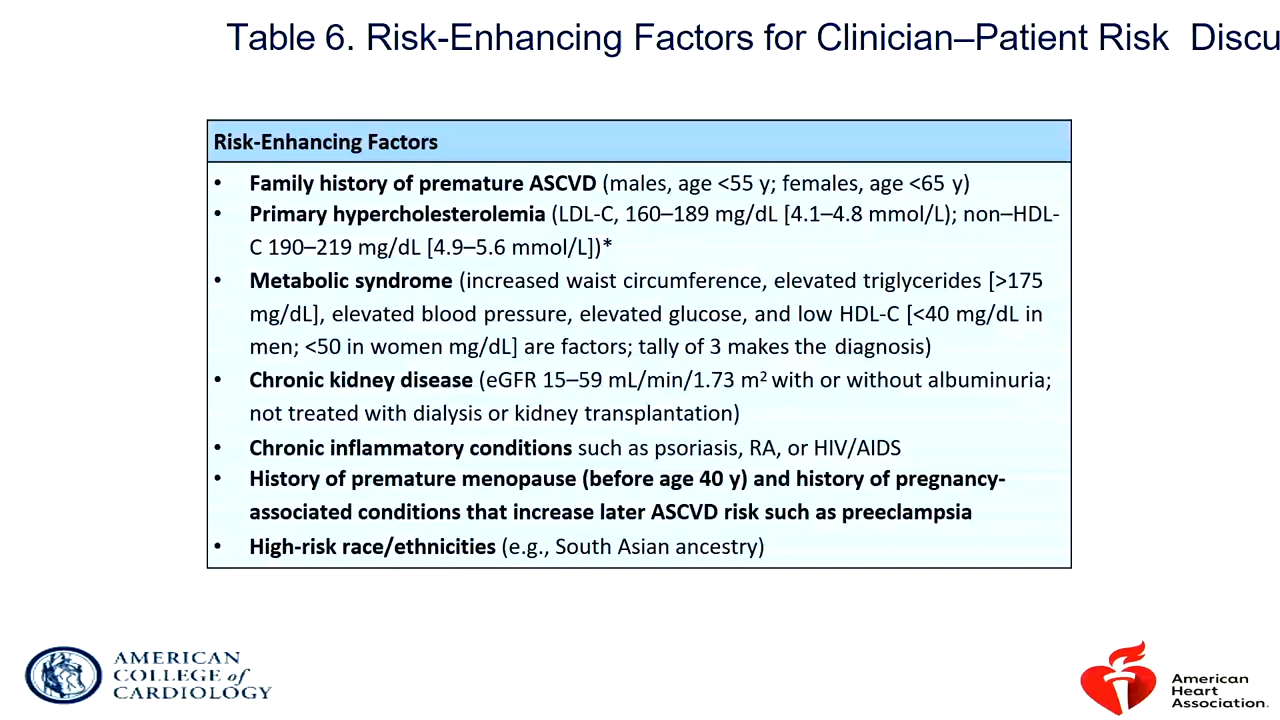 Table 6. Risk-Enhancing Factors for Clinician–Patient Risk Discu
Risk-Enhancing Factors
• Family history of premature ASCVD (males, age <55 y; females, age <65 y)
• Primary hypercholesterolemia (LDL-C, 160–189 mg/dL [4.1–4.8 mmol/L); non–HDL-
C 190–219 mg/dL [4.9–5.6 mmol/L])*
• Metabolic syndrome (increased waist circumference, elevated triglycerides [>175
mg/dL], elevated blood pressure, elevated glucose, and low HDL-C [<40 mg/dL in
men; <50 in women mg/dL] are factors; tally of 3 makes the diagnosis)
• Chronic kidney disease (eGFR 15–59 mL/min/1.73 m² with or without albuminuria;
not treated with dialysis or kidney transplantation)
• Chronic inflammatory conditions such as psoriasis, RA, or HIV/AIDS
• History of premature menopause (before age 40 y) and history of pregnancy-
associated conditions that increase later ASCVD risk such as preeclampsia
• High-risk race/ethnicities (e.g., South Asian ancestry)
AMERICAN
COLLEGE of
CARDIOLOGY
American
Heart
Association.